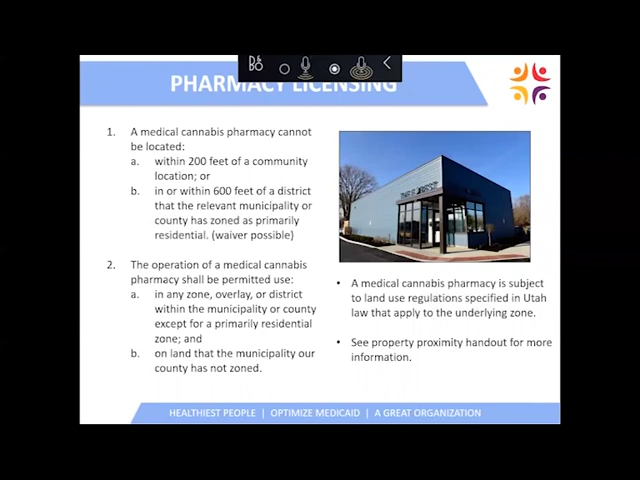 PHARMACY LICENSING
1. A medical cannabis pharmacy cannot
be located:
a. within 200 feet of a community
location; or
b. in or within 600 feet of a district
that the relevant municipality or
county has zoned as primarily
residential. (waiver possible)
2. The operation of a medical cannabis
pharmacy shall be permitted use:
a. in any zone, overlay, or district
within the municipality or county
except for a primarily residential
zone; and
b. on land that the municipality our
county has not zoned.
• A medical cannabis pharmacy is subject
to land use regulations specified in Utah
law that apply to the underlying zone.
• See property proximity handout for more
information.
HEALTHIEST PEOPLE | OPTIMIZE MEDICAID | A GREAT ORGANIZATION